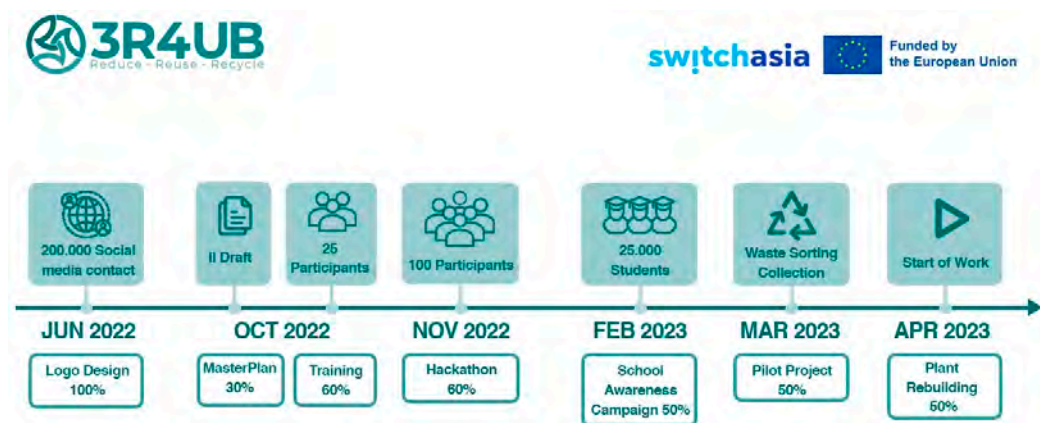 3R4UB
Reduce - Reuse - Recycle
switchasia
Funded by
the European Union
200.000 Social
media contact
II Draft
25
Participants
100 Participants
25.000
Students
Waste Sorting
Collection
Start of Work
JUN 2022
OCT 2022
NOV 2022
FEB 2023
MAR 2023
APR 2023
Logo Design
100%
MasterPlan
30%
Training
60%
Hackathon
60%
School
Awareness
Campaign 50%
Pilot Project
50%
Plant
Rebuilding
50%